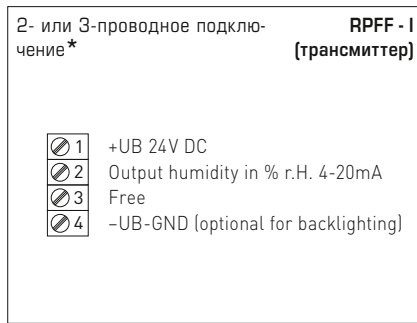 2- или 3-проводное подклю-
чение*
RPFF - I
(трансмиттер)
1 +UB 24V DC
2 Output humidity in % r.H. 4-20mA
3 Free
4 –UB-GND (optional for backlighting)